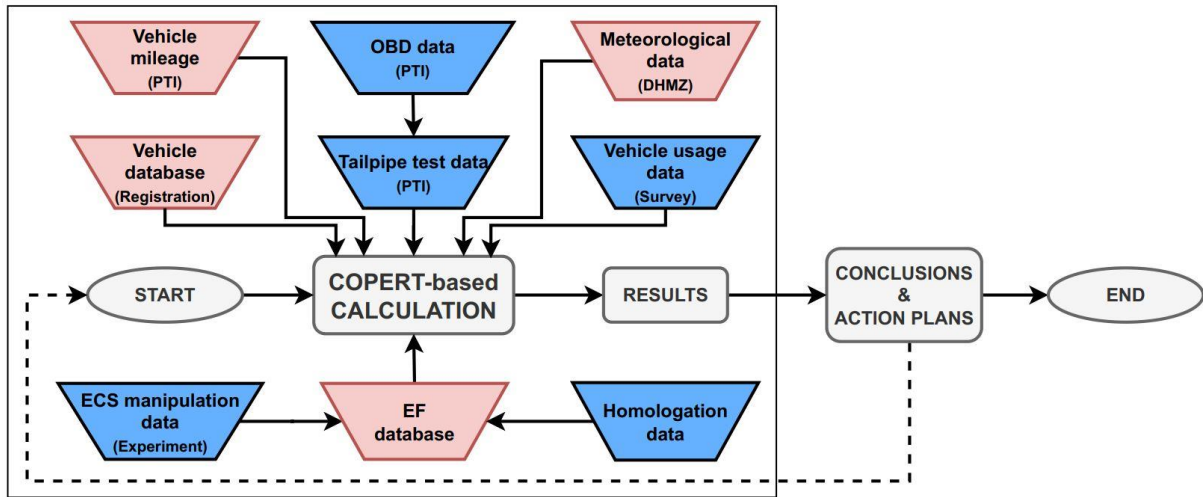 Vehicle
mileage
(PTI)
OBD data
(PTI)
Meteorological
data
(DHMZ)
Vehicle
database
(Registration)
Tailpipe test data
(PTI)
Vehicle usage
data
(Survey)
START
COPERT-based
CALCULATION
RESULTS
CONCLUSIONS
&
ACTION PLANS
END
ECS manipulation
data
(Experiment)
EF
database
Homologation
data